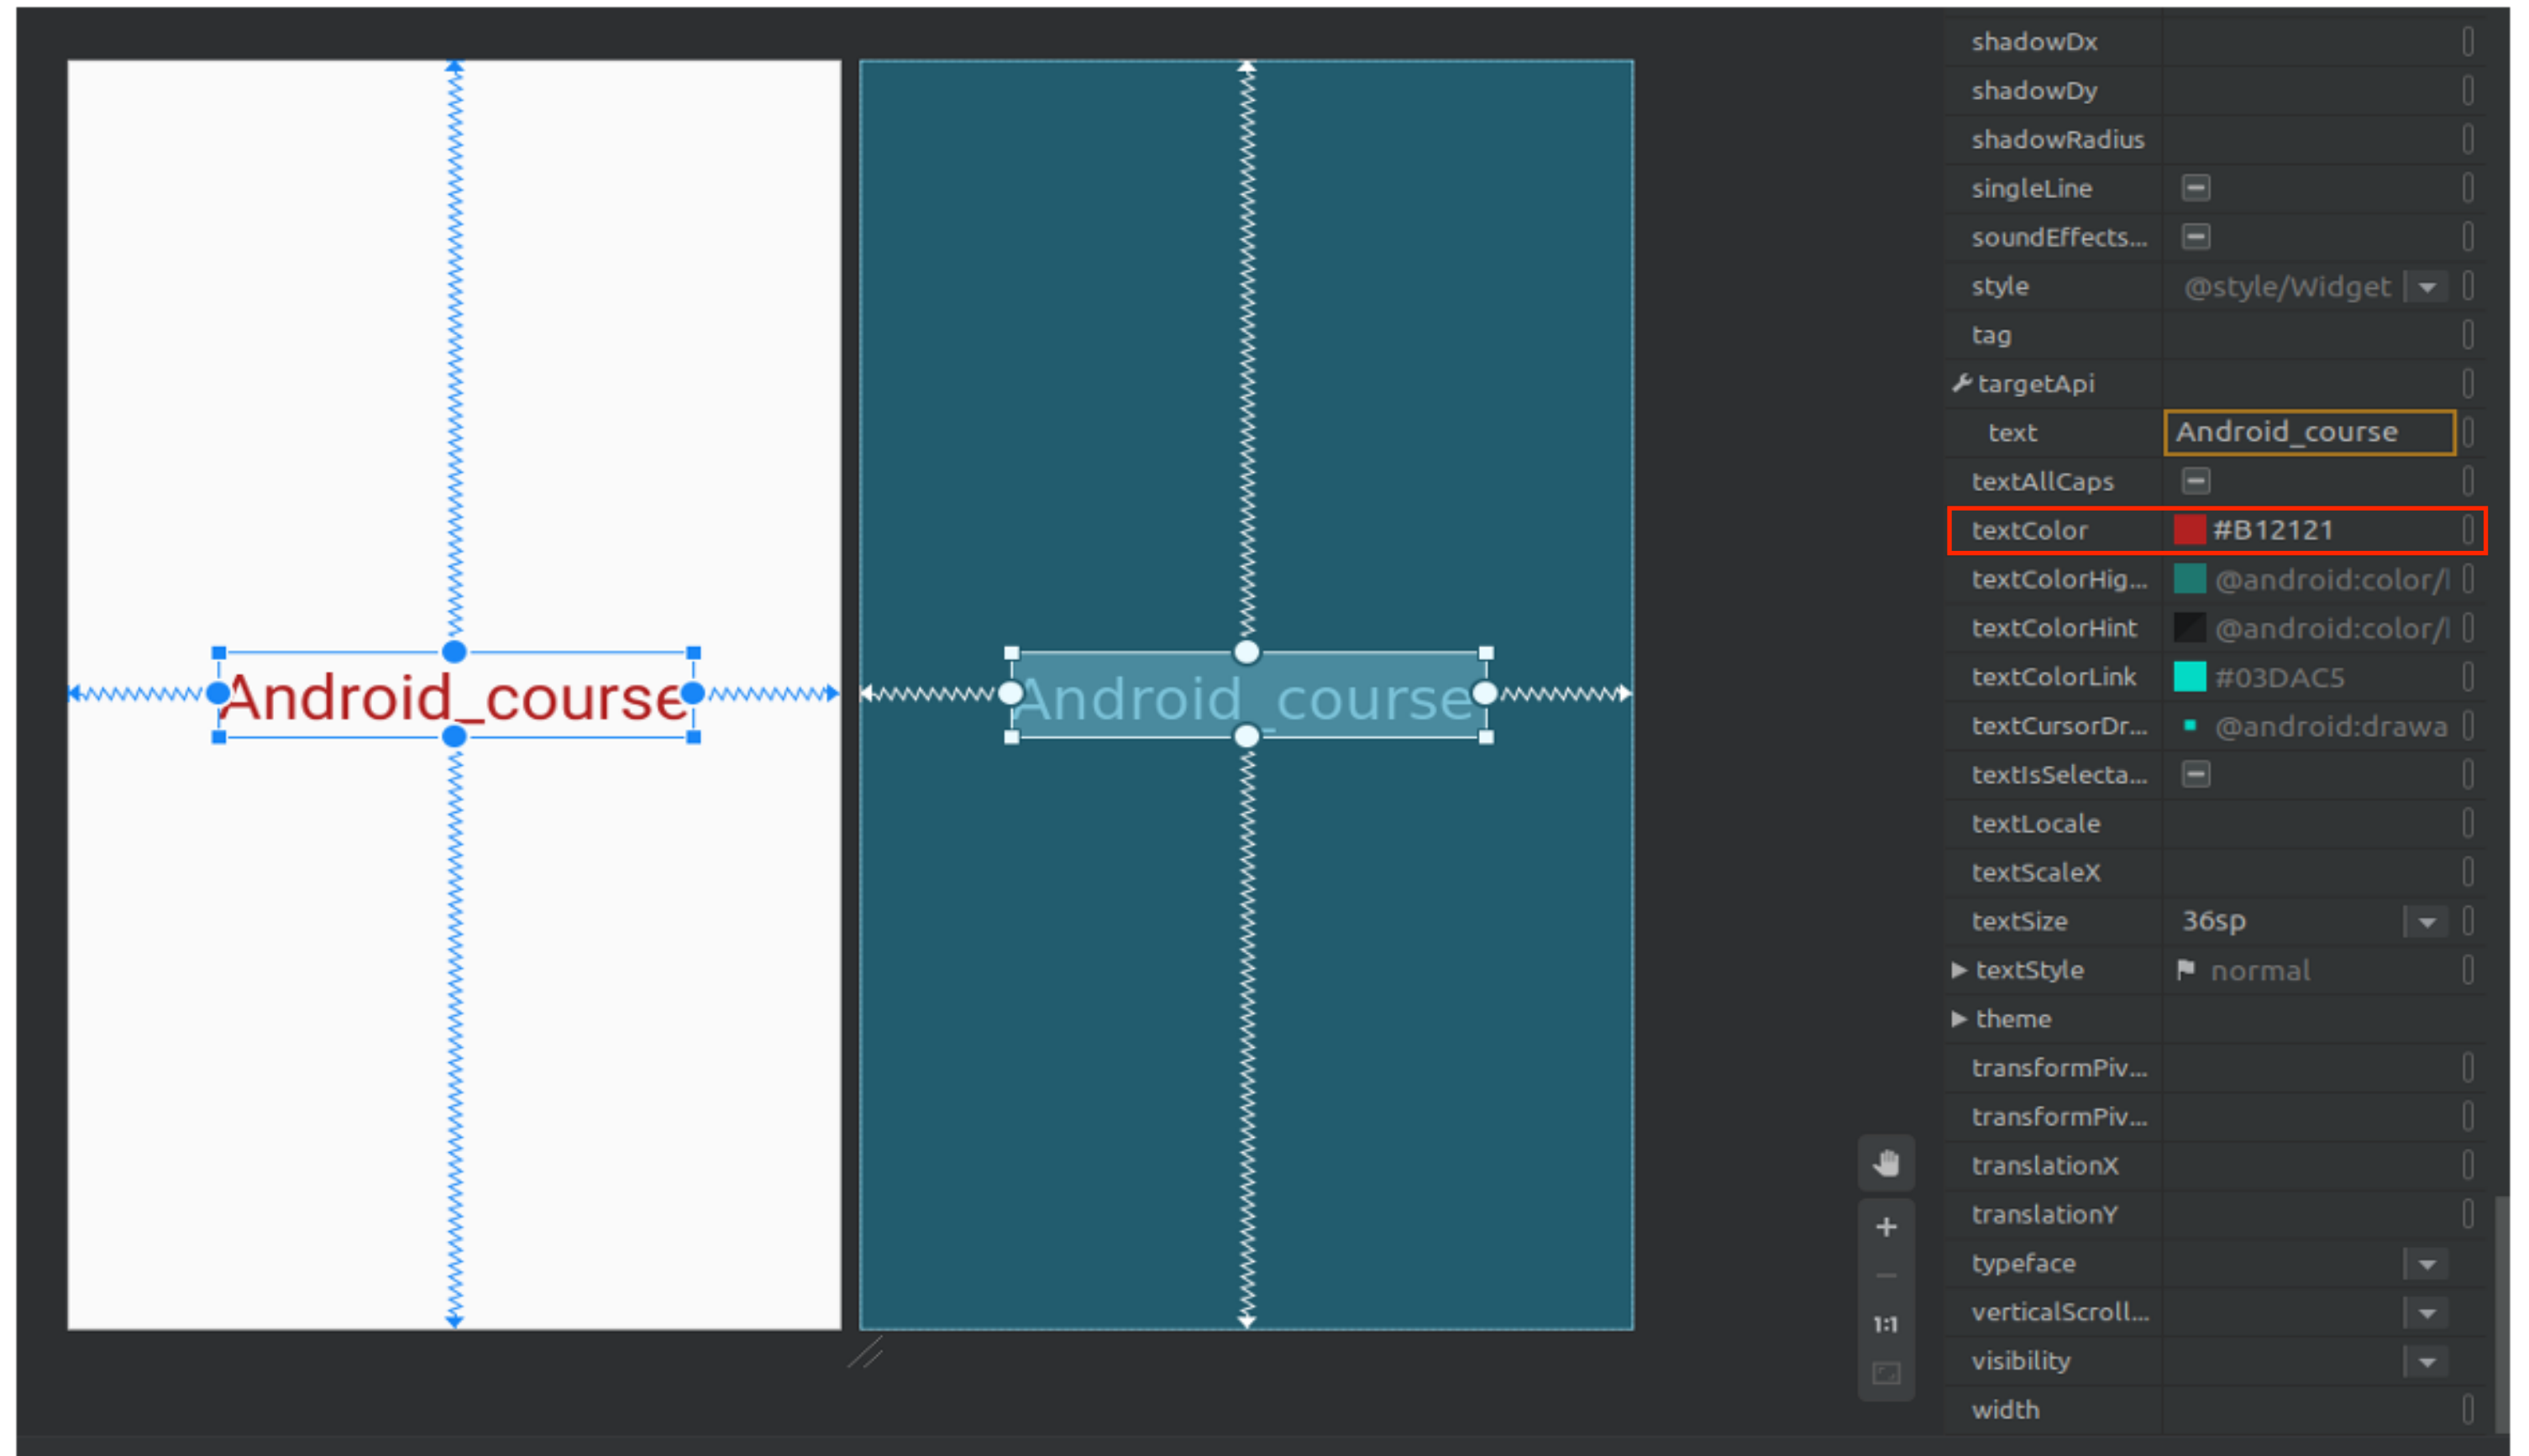 Android_course
Android_course
1:1
shadowDx
shadowDy
shadowRadius
singleLine
soundEffects...
style @style/Widget
tag
targetApi
text Android_course
textAllCaps
textColor #B12121
textColorHig... @android:color/
textColorHint @android:color/
textColorLink #03DAC5
textCursorDr... @android:drawa
textIsSelecta...
textLocale
textScaleX
textSize 36sp
textStyle normal
theme
transformPiv...
transformPiv...
translationX
translationY
typeface
verticalScroll...
visibility
width